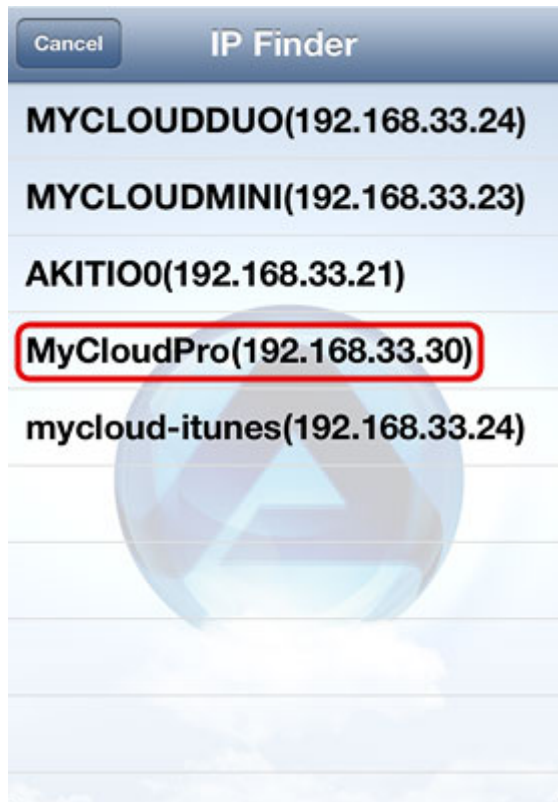 Cancel
IP Finder
MYCLOUDDUO(192.168.33.24)
MYCLOUDMINI(192.168.33.23)
AKITIO0(192.168.33.21)
MyCloudPro(192.168.33.30)
mycloud-itunes(192.168.33.24)